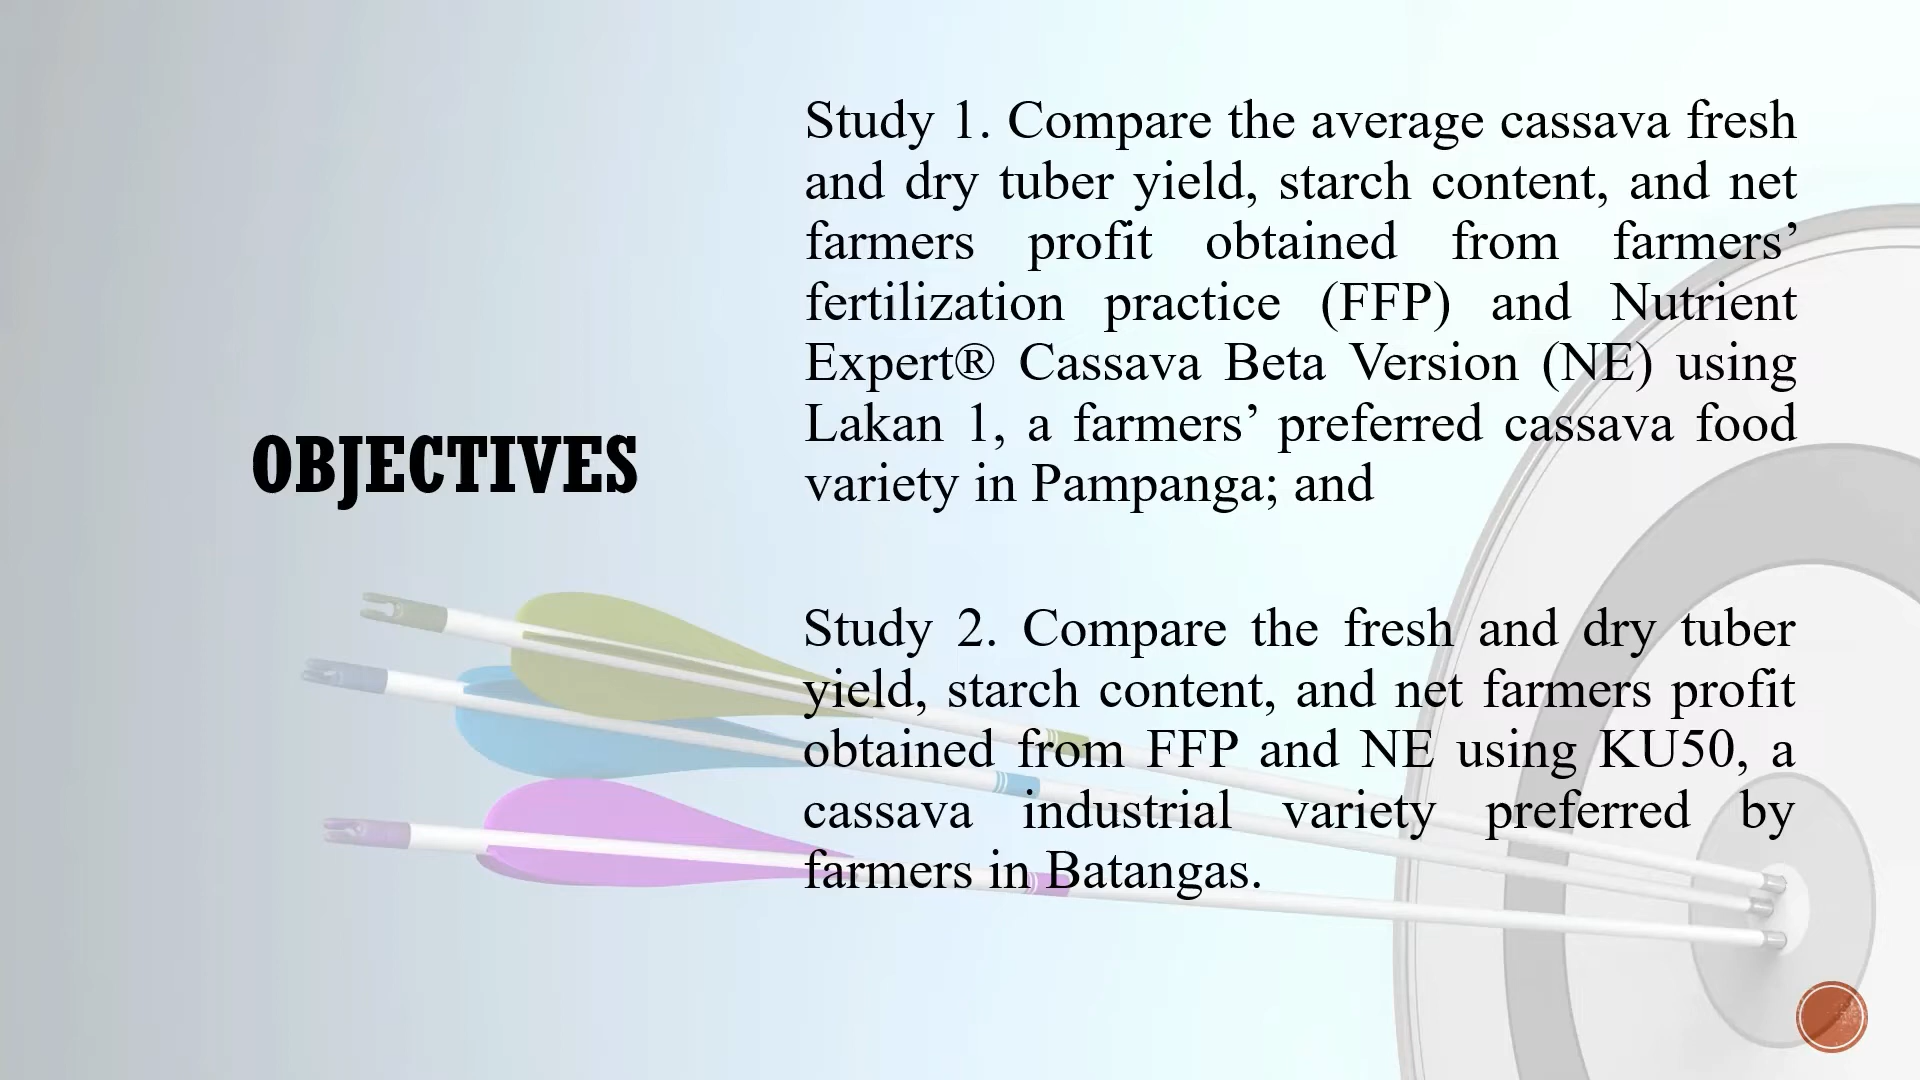 OBJECTIVES
Study 1. Compare the average cassava fresh
and dry tuber yield, starch content, and net
farmers profit obtained from farmers’
fertilization practice (FFP) and Nutrient
Expert® Cassava Beta Version (NE) using
Lakan 1, a farmers’ preferred cassava food
variety in Pampanga; and
Study 2. Compare the fresh and dry tuber
yield, starch content, and net farmers profit
obtained from FFP and NE using KU50, a
cassava industrial variety preferred by
farmers in Batangas.